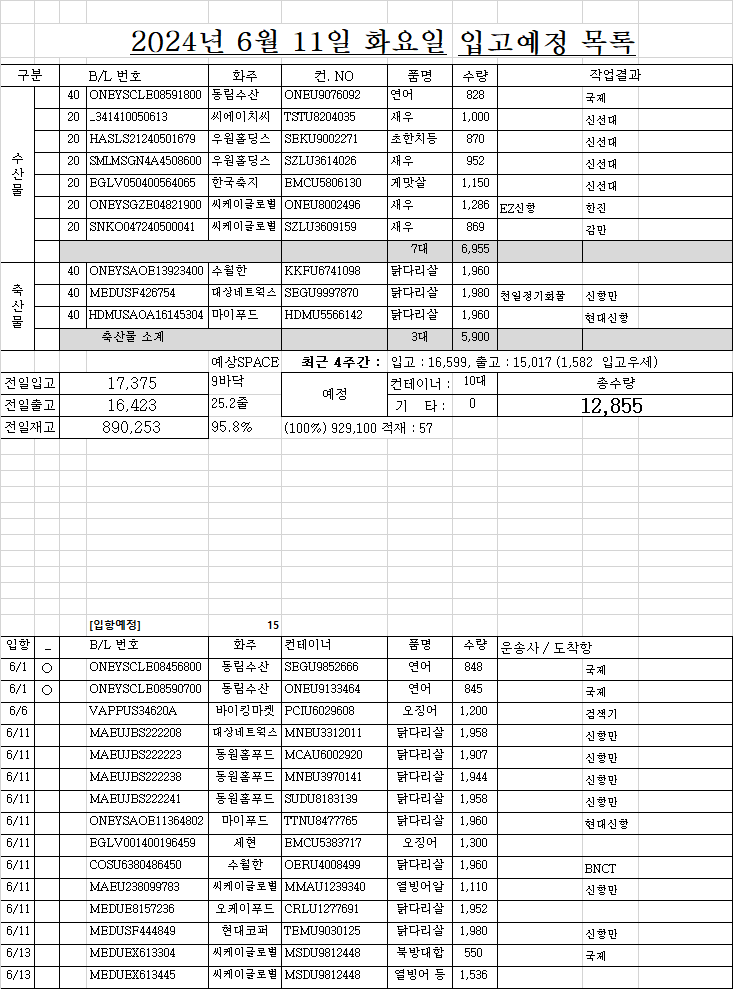 2024년 6월 11일 화요일 입고예정 목록
구분 B/L 번호 화주 컨. NO 품명 수량 작업결과
수산물
40 ONEYSCLE08591800 동림수산 ONEU9076092 연어 828 국제
20 _341410050613 씨에이치씨 TSTU8204035 새우 1,000 신선대
20 HASLS21240501679 우원홀딩스 SEKU9002271 초한치등 870 신선대
20 SMLMSGN4A4508600 우원홀딩스 SZLU3614026 새우 952 신선대
20 EGLV050400564065 한국축지 EMCU5806130 게맛살 1,150 신선대
20 ONEYSGZE04821900 씨케이글로벌 ONEU8002496 새우 1,286 EZ신항 한진
20 SNKO047240500041 씨케이글로벌 SZLU3609159 새우 869 감만
7대 6,955
축산물
40 ONEYSAOE13923400 수월한 KKFU6741098 닭다리살 1,960
40 MEDUSF426754 대상네트웍스 SEGU9997870 닭다리살 1,980 천일정기화물 신항만
40 HDMUSAOA16145304 마이푸드 HDMU5566142 닭다리살 1,960 현대신항
축산물 소계 3대 5,900
예상SPACE 최근 4주간 : 입고 : 16,599, 출고 : 15,017 (1,582 입고우세)
전일입고 17,375 9바닥 예정 컨테이너 : 10대 총수량
전일출고 16,423 25.2줄 기 타 : 0 12,855
전일재고 890,253 95.8% (100%) 929,100 적재 : 57
[입항예정] 15
입항 _ B/L 번호 화주 컨테이너 품명 수량 운송사 / 도착항
6/1 ○ ONEYSCLE08456800 동림수산 SEGU9852666 연어 848 국제
6/1 ○ ONEYSCLE08590700 동림수산 ONEU9133464 연어 845 국제
6/6 VAPPUS34620A 바이킹마켓 PCIU6029608 오징어 1,200 검색기
6/11 MAEUJBS222208 대상네트웍스 MNBU3312011 닭다리살 1,958 신항만
6/11 MAEUJBS222223 동원홈푸드 MCAU6002920 닭다리살 1,907 신항만
6/11 MAEUJBS222238 동원홈푸드 MNBU3970141 닭다리살 1,944 신항만
6/11 MAEUJBS222241 동원홈푸드 SUDU8183139 닭다리살 1,958 신항만
6/11 ONEYSAOE11364802 마이푸드 TTNU8477765 닭다리살 1,960 현대신항
6/11 EGLV001400196459 세현 EMCU5383717 오징어 1,300
6/11 COSU6380486450 수월한 OERU4008499 닭다리살 1,960 BNCT
6/11 MAEU238099783 씨케이글로벌 MMAU1239340 열빙어알 1,110 신항만
6/11 MEDUE8157236 오케이푸드 CRLU1277691 닭다리살 1,952
6/11 MEDUSF444849 현대코퍼 TEMU9030125 닭다리살 1,980 신항만
6/13 MEDUEX613304 씨케이글로벌 MSDU9812448 북방대합 550 국제
6/13 MEDUEX613445 씨케이글로벌 MSDU9812448 열빙어 등 1,536